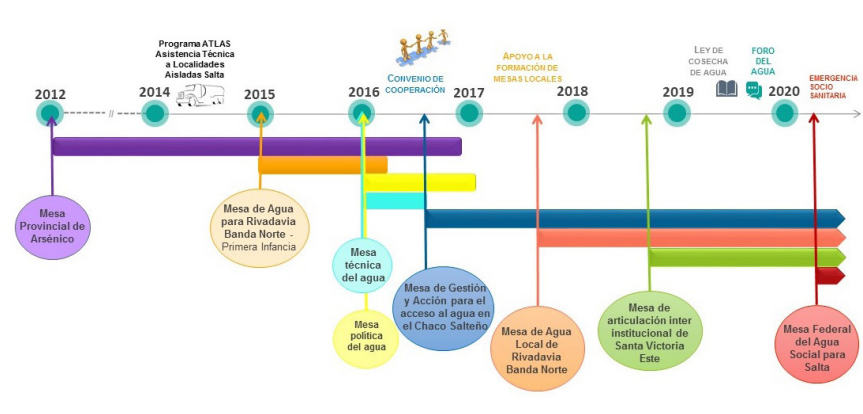 Programa ATLAS
Asistencia Técnica
a Localidades
Aisladas Salta
CONVENIO DE
COOPERACIÓN
APOYO A LA
FORMACIÓN DE
MESAS LOCALES
LEY DE
COSECHA
DE AGUA
FORO
DEL
AGUA
EMERGENCIA
SOCIO
SANITARIA
2012
2014
2015
2016
2017
2018
2019
2020
//
Mesa
Provincial de
Arsénico
Mesa de Agua
para Rivadavia
Banda Norte -
Primera Infancia
Mesa
técnica
del agua
Mesa
política
del agua
Mesa de Gestión
y Acción para el
acceso al agua en
el Chaco Salteño
Mesa de Agua
Local de
Rivadavia
Banda Norte
Mesa de
articulación inter
institucional de
Santa Victoria
Este
Mesa Federal
del Agua
Social para
Salta